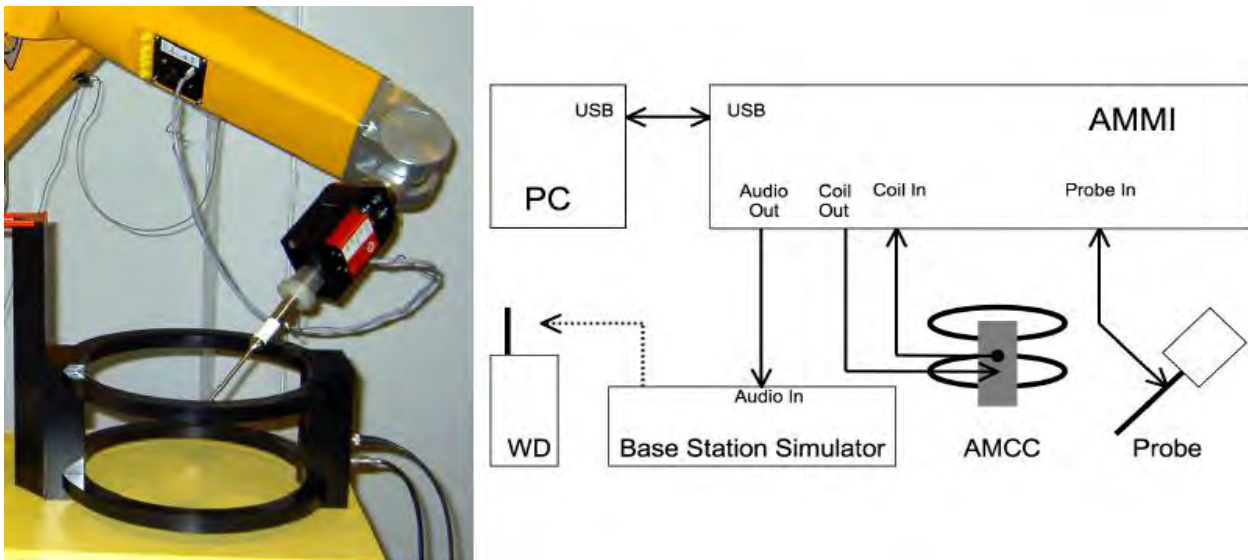 USB
USB
AMMI
PC
Audio
Out
Coil
Out
Coil In
Probe In
Audio In
WD
Base Station Simulator
AMCC
Probe